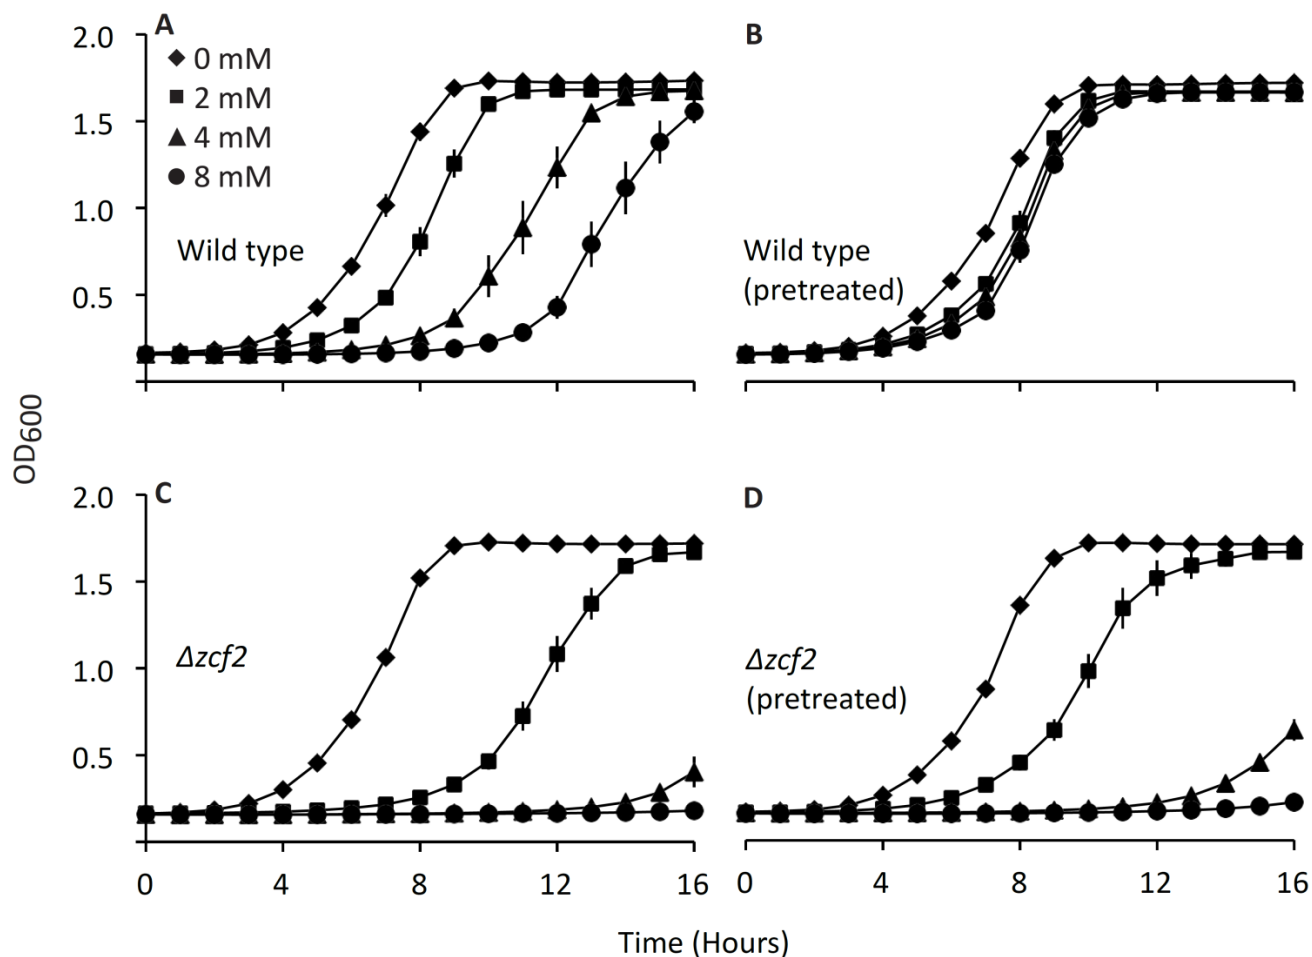 A
2.0
0 mM
2 mM
4 mM
8 mM
1.5
1.0
0.5
Wild type
B
Wild type
(pretreated)
OD600
C
2.0
1.5
1.0
0.5
Δzcf2
0 4 8 12 16
D
Δzcf2
(pretreated)
0 4 8 12 16
Time (Hours)